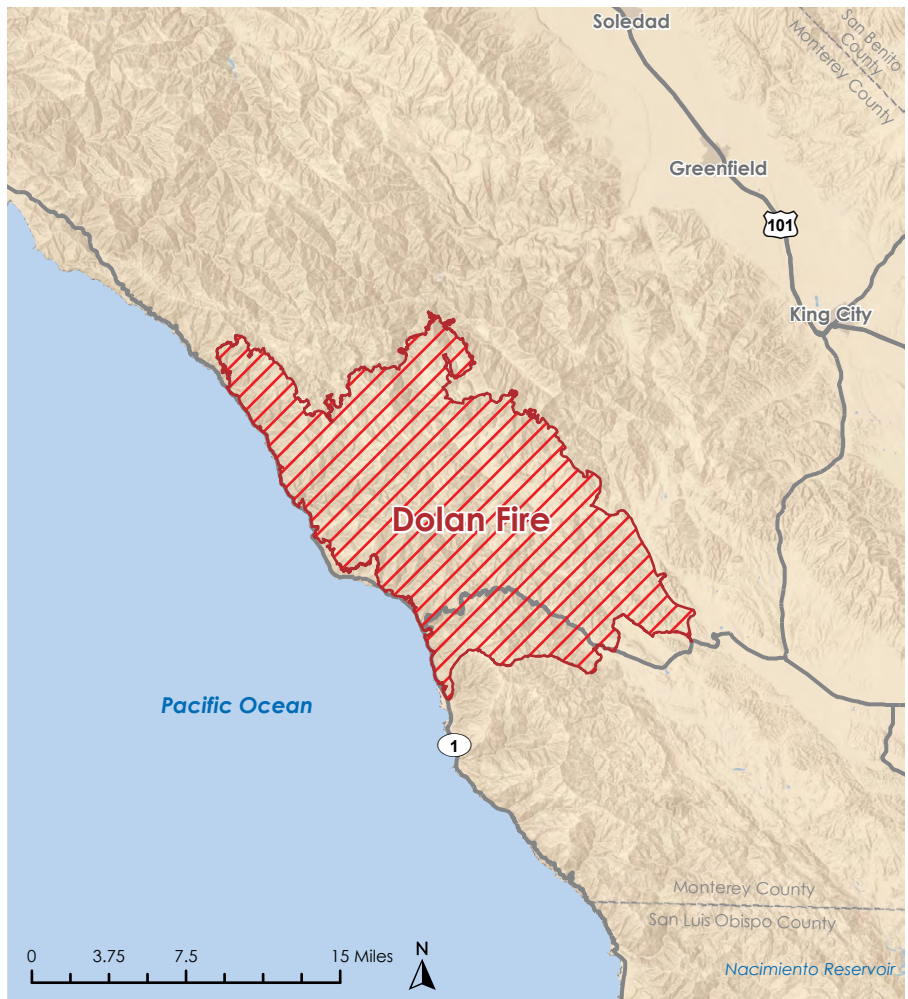 Soledad
San Benito
County
Monterey County
Greenfield
101
King City
Dolan Fire
Pacific Ocean
1
Monterey County
San Luis Obispo County
0 3.75 7.5 15 Miles
N
Nacimiento Reservoir